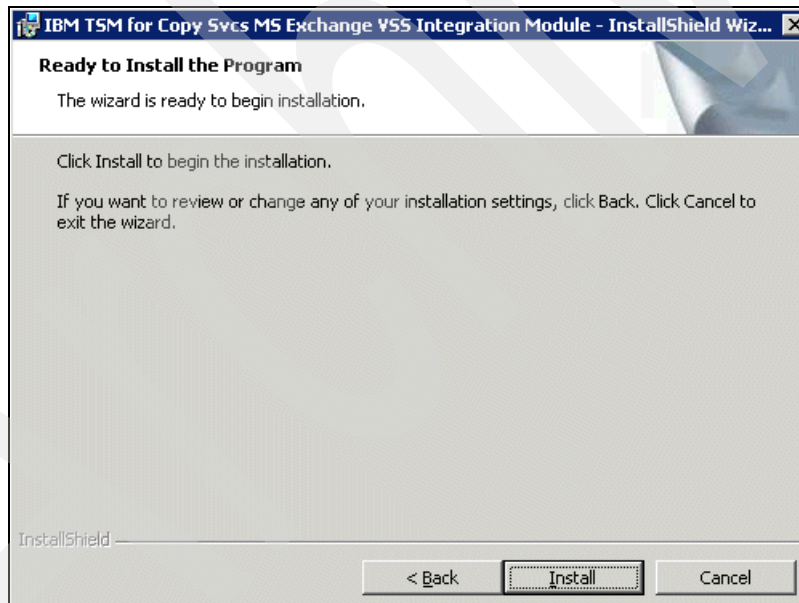 IBM TSM for Copy Svcs MS Exchange VSS Integration Module - InstallShield Wiz...
Ready to Install the Program
The wizard is ready to begin installation.
Click Install to begin the installation.
If you want to review or change any of your installation settings, click Back. Click Cancel to
exit the wizard.
InstallShield
< Back Install Cancel